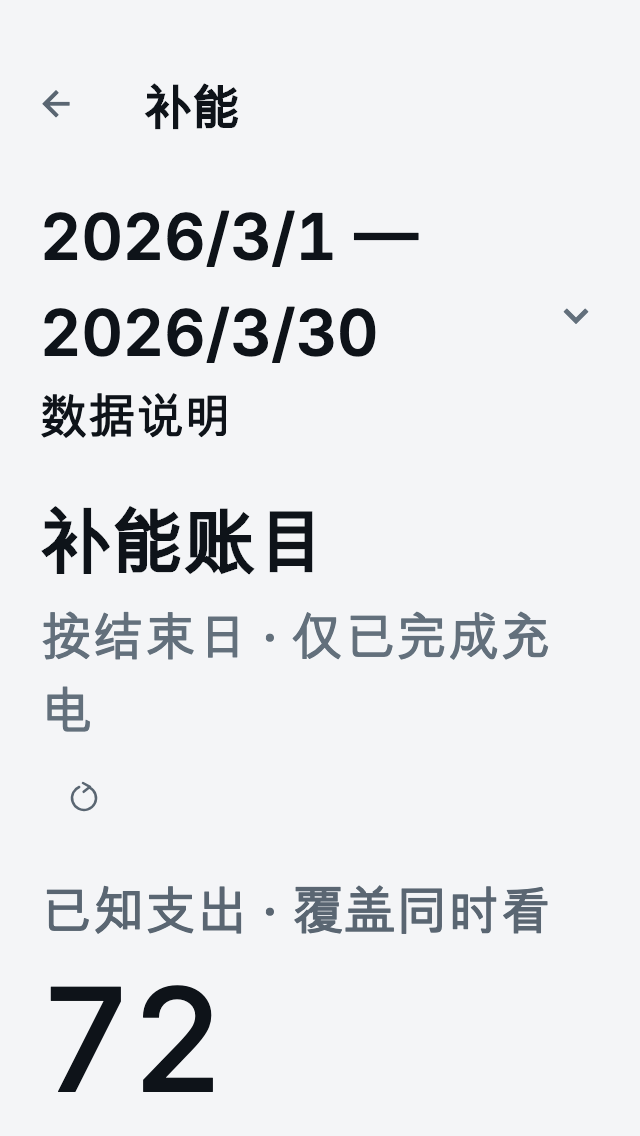 补能
2026/3/1 —
2026/3/30
数据说明
补能账目
按结束日 · 仅已完成充
电
已知支出 · 覆盖同时看
72